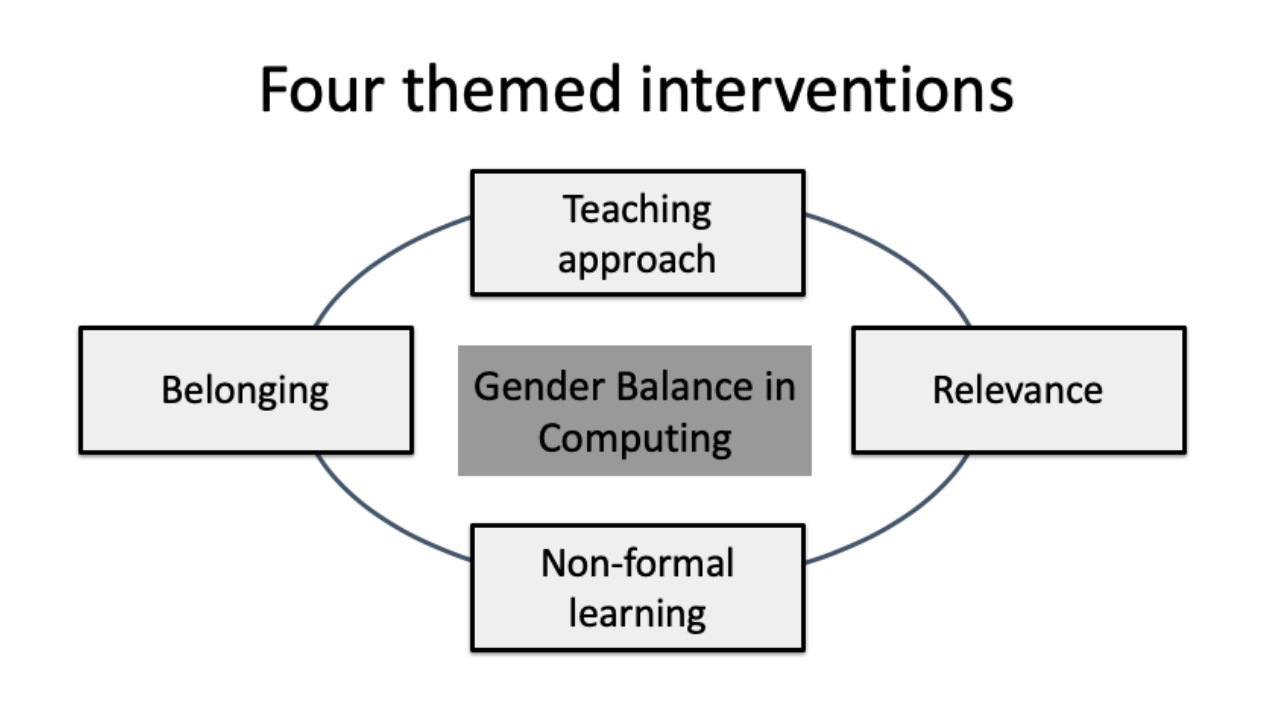 Four themed interventions
Teaching
approach
Belonging
Gender Balance in
Computing
Relevance
Non-formal
learning